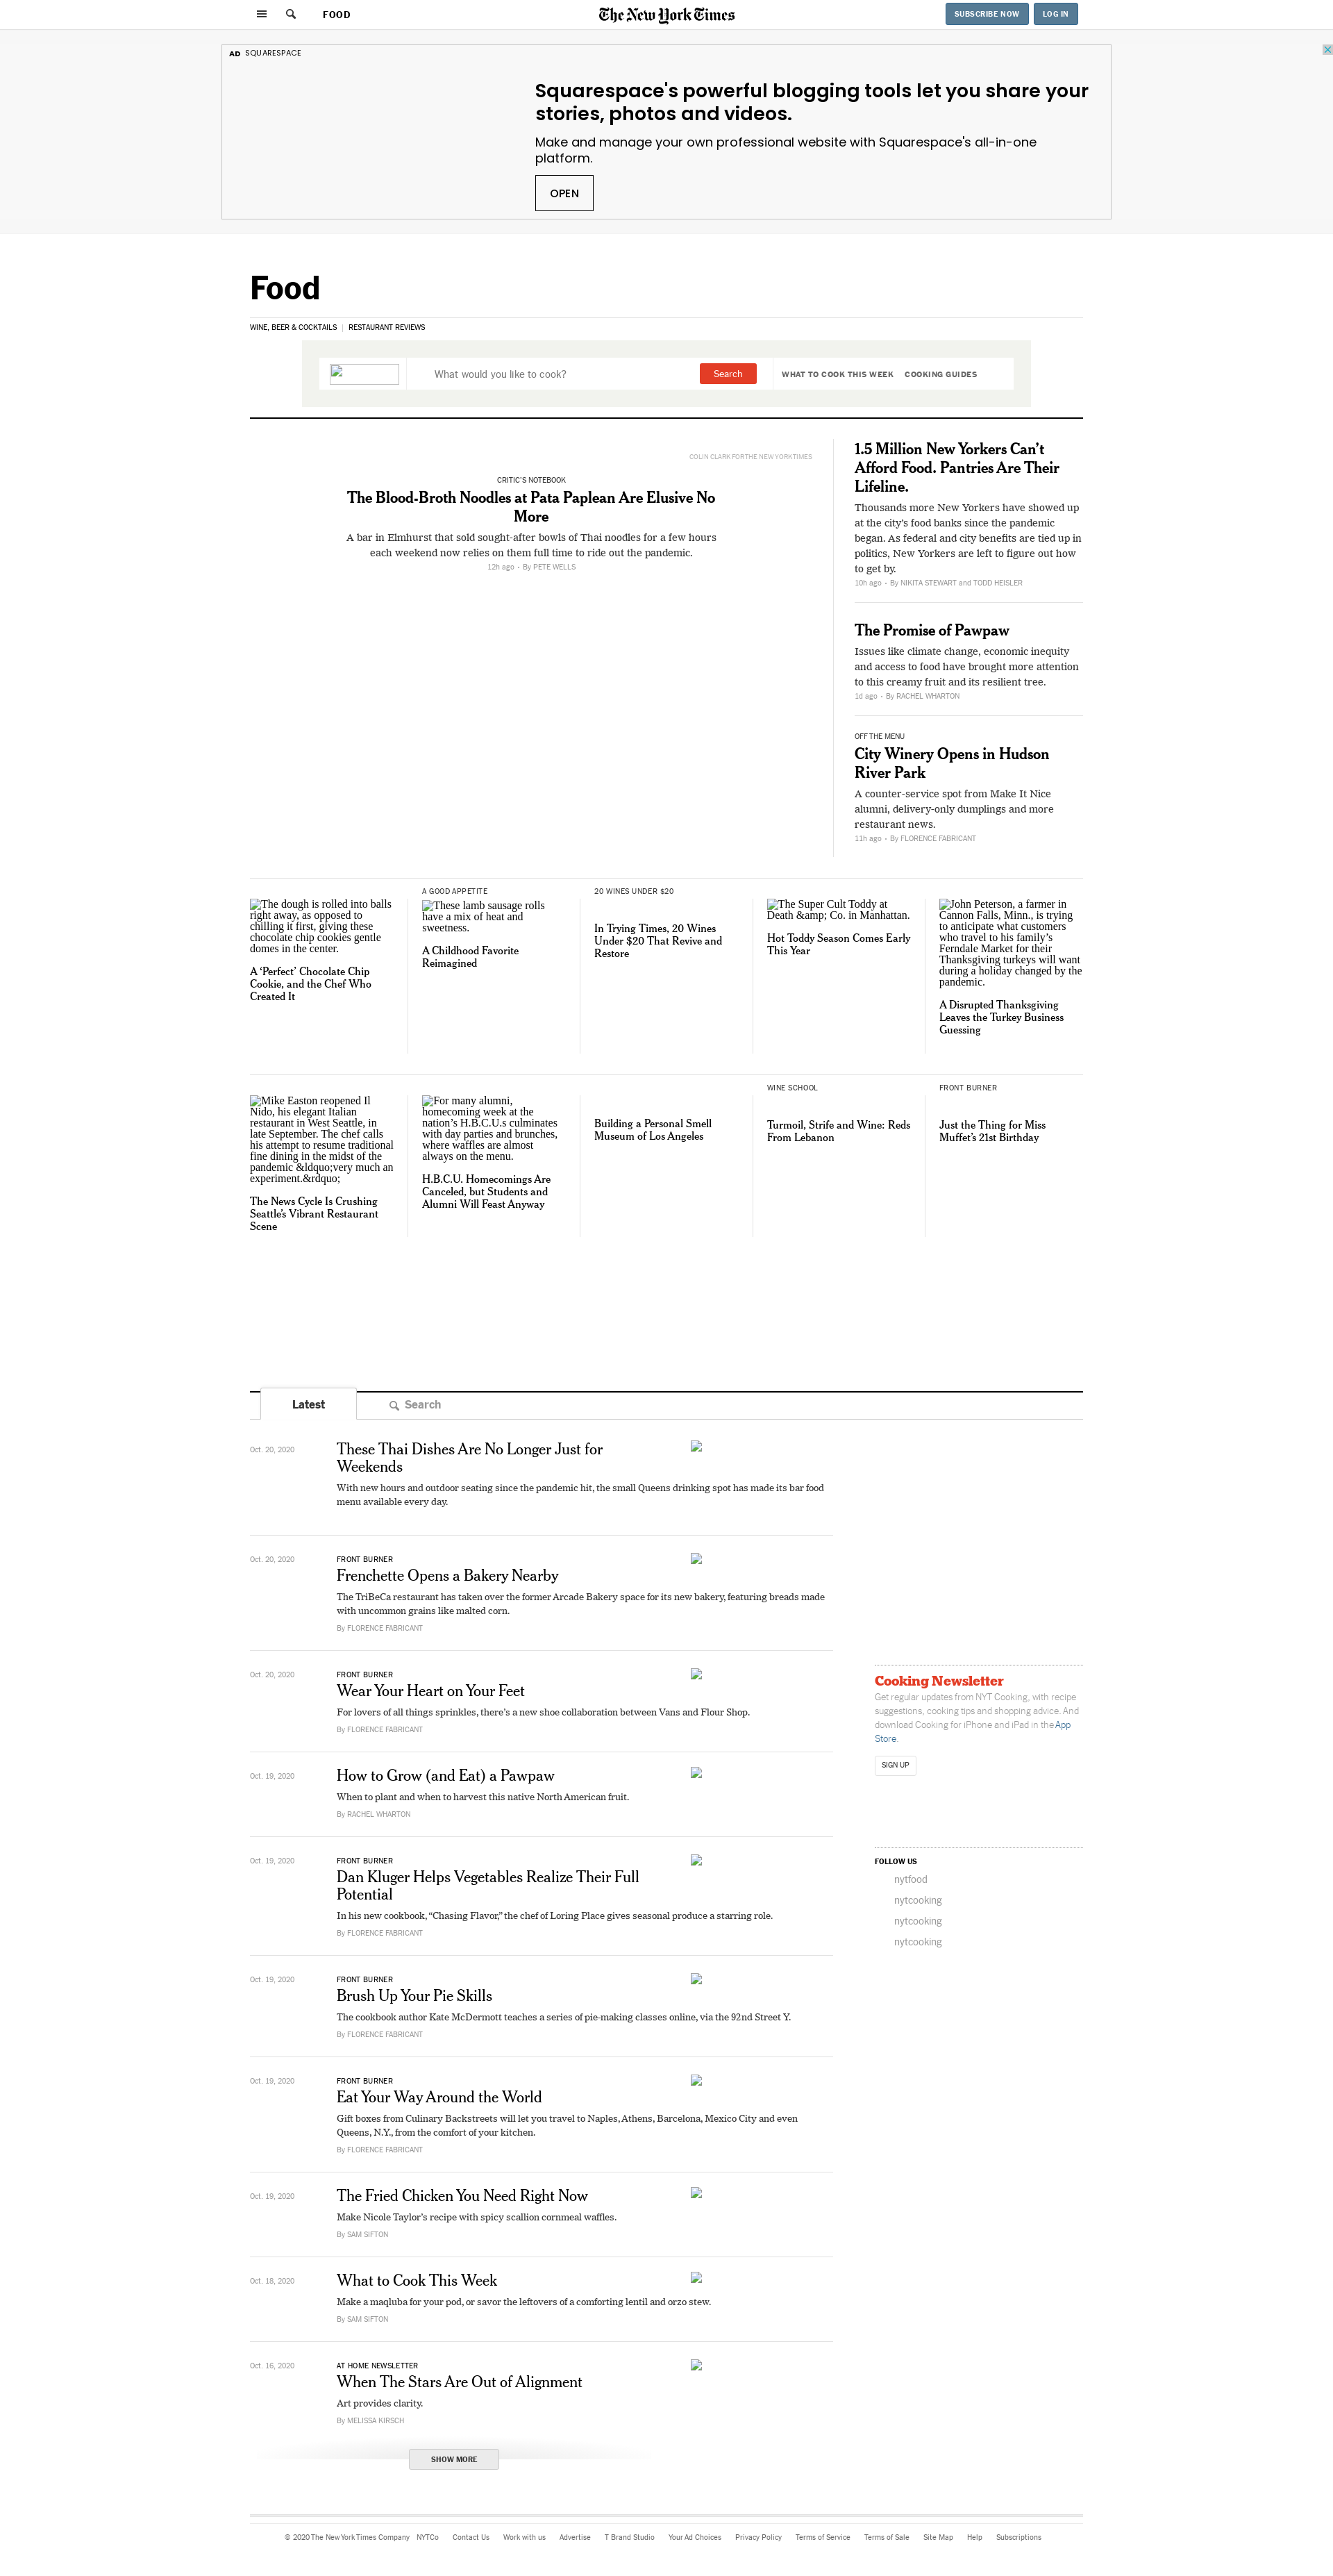 FOOD
The New York Times
SUBSCRIBE NOW
LOG IN
AD SQUARESPACE
Squarespace's powerful blogging tools let you share your
stories, photos and videos.
Make and manage your own professional website with Squarespace's all-in-one
platform.
OPEN
Food
WINE, BEER & COCKTAILS
RESTAURANT REVIEWS
What would you like to cook?
Search
WHAT TO COOK THIS WEEK
COOKING GUIDES
COLIN CLARK FOR THE NEW YORK TIMES
CRITIC'S NOTEBOOK
The Blood-Broth Noodles at Pata Paplean Are Elusive No
More
A bar in Elmhurst that sold sought-after bowls of Thai noodles for a few hours
each weekend now relies on them full time to ride out the pandemic.
12h ago • By PETE WELLS
1.5 Million New Yorkers Can’t
Afford Food. Pantries Are Their
Lifeline.
Thousands more New Yorkers have showed up
at the city’s food banks since the pandemic
began. As federal and city benefits are tied up in
politics, New Yorkers are left to figure out how
to get by.
10h ago • By NIKITA STEWART and TODD HEISLER
The Promise of Pawpaw
Issues like climate change, economic inequity
and access to food have brought more attention
to this creamy fruit and its resilient tree.
1d ago • By RACHEL WHARTON
OFF THE MENU
City Winery Opens in Hudson
River Park
A counter-service spot from Make It Nice
alumni, delivery-only dumplings and more
restaurant news.
11h ago • By FLORENCE FABRICANT
The dough is rolled into balls
right away, as opposed to
chilling it first, giving these
chocolate chip cookies gentle
domes in the center.
A ‘Perfect’ Chocolate Chip
Cookie, and the Chef Who
Created It
A GOOD APPETITE
These lamb sausage rolls
have a mix of heat and
sweetness.
A Childhood Favorite
Reimagined
20 WINES UNDER $20
In Trying Times, 20 Wines
Under $20 That Revive and
Restore
The Super Cult Toddy at
Death &amp; Co. in Manhattan.
Hot Toddy Season Comes Early
This Year
John Peterson, a farmer in
Cannon Falls, Minn., is trying
to anticipate what customers
who travel to his family’s
Ferndale Market for their
Thanksgiving turkeys will want
during a holiday changed by the
pandemic.
A Disrupted Thanksgiving
Leaves the Turkey Business
Guessing
Mike Easton reopened Il
Nido, his elegant Italian
restaurant in West Seattle, in
late September. The chef calls
his attempt to resume traditional
fine dining in the midst of the
pandemic &ldquo;very much an
experiment.&rdquo;
The News Cycle Is Crushing
Seattle’s Vibrant Restaurant
Scene
For many alumni,
homecoming week at the
nation’s H.B.C.U.s culminates
with day parties and brunches,
where waffles are almost
always on the menu.
H.B.C.U. Homecomings Are
Canceled, but Students and
Alumni Will Feast Anyway
Building a Personal Smell
Museum of Los Angeles
WINE SCHOOL
Turmoil, Strife and Wine: Reds
From Lebanon
FRONT BURNER
Just the Thing for Miss
Muffet’s 21st Birthday
Latest
Search
Oct. 20, 2020
These Thai Dishes Are No Longer Just for
Weekends
With new hours and outdoor seating since the pandemic hit, the small Queens drinking spot has made its bar food
menu available every day.
Oct. 20, 2020
FRONT BURNER
Frenchette Opens a Bakery Nearby
The TriBeCa restaurant has taken over the former Arcade Bakery space for its new bakery, featuring breads made
with uncommon grains like malted corn.
By FLORENCE FABRICANT
Oct. 20, 2020
FRONT BURNER
Wear Your Heart on Your Feet
For lovers of all things sprinkles, there’s a new shoe collaboration between Vans and Flour Shop.
By FLORENCE FABRICANT
Oct. 19, 2020
How to Grow (and Eat) a Pawpaw
When to plant and when to harvest this native North American fruit.
By RACHEL WHARTON
Oct. 19, 2020
FRONT BURNER
Dan Kluger Helps Vegetables Realize Their Full
Potential
In his new cookbook, “Chasing Flavor,” the chef of Loring Place gives seasonal produce a starring role.
By FLORENCE FABRICANT
Oct. 19, 2020
FRONT BURNER
Brush Up Your Pie Skills
The cookbook author Kate McDermott teaches a series of pie-making classes online, via the 92nd Street Y.
By FLORENCE FABRICANT
Oct. 19, 2020
FRONT BURNER
Eat Your Way Around the World
Gift boxes from Culinary Backstreets will let you travel to Naples, Athens, Barcelona, Mexico City and even
Queens, N.Y., from the comfort of your kitchen.
By FLORENCE FABRICANT
Oct. 19, 2020
The Fried Chicken You Need Right Now
Make Nicole Taylor’s recipe with spicy scallion cornmeal waffles.
By SAM SIFTON
Oct. 18, 2020
What to Cook This Week
Make a maqluba for your pod, or savor the leftovers of a comforting lentil and orzo stew.
By SAM SIFTON
Oct. 16, 2020
AT HOME NEWSLETTER
When The Stars Are Out of Alignment
Art provides clarity.
By MELISSA KIRSCH
SHOW MORE
Cooking Newsletter
Get regular updates from NYT Cooking, with recipe
suggestions, cooking tips and shopping advice. And
download Cooking for iPhone and iPad in the App
Store.
SIGN UP
FOLLOW US
nytfood
nytcooking
nytcooking
nytcooking
© 2020 The New York Times Company NYTCo Contact Us Work with us Advertise T Brand Studio Your Ad Choices Privacy Policy Terms of Service Terms of Sale Site Map Help Subscriptions